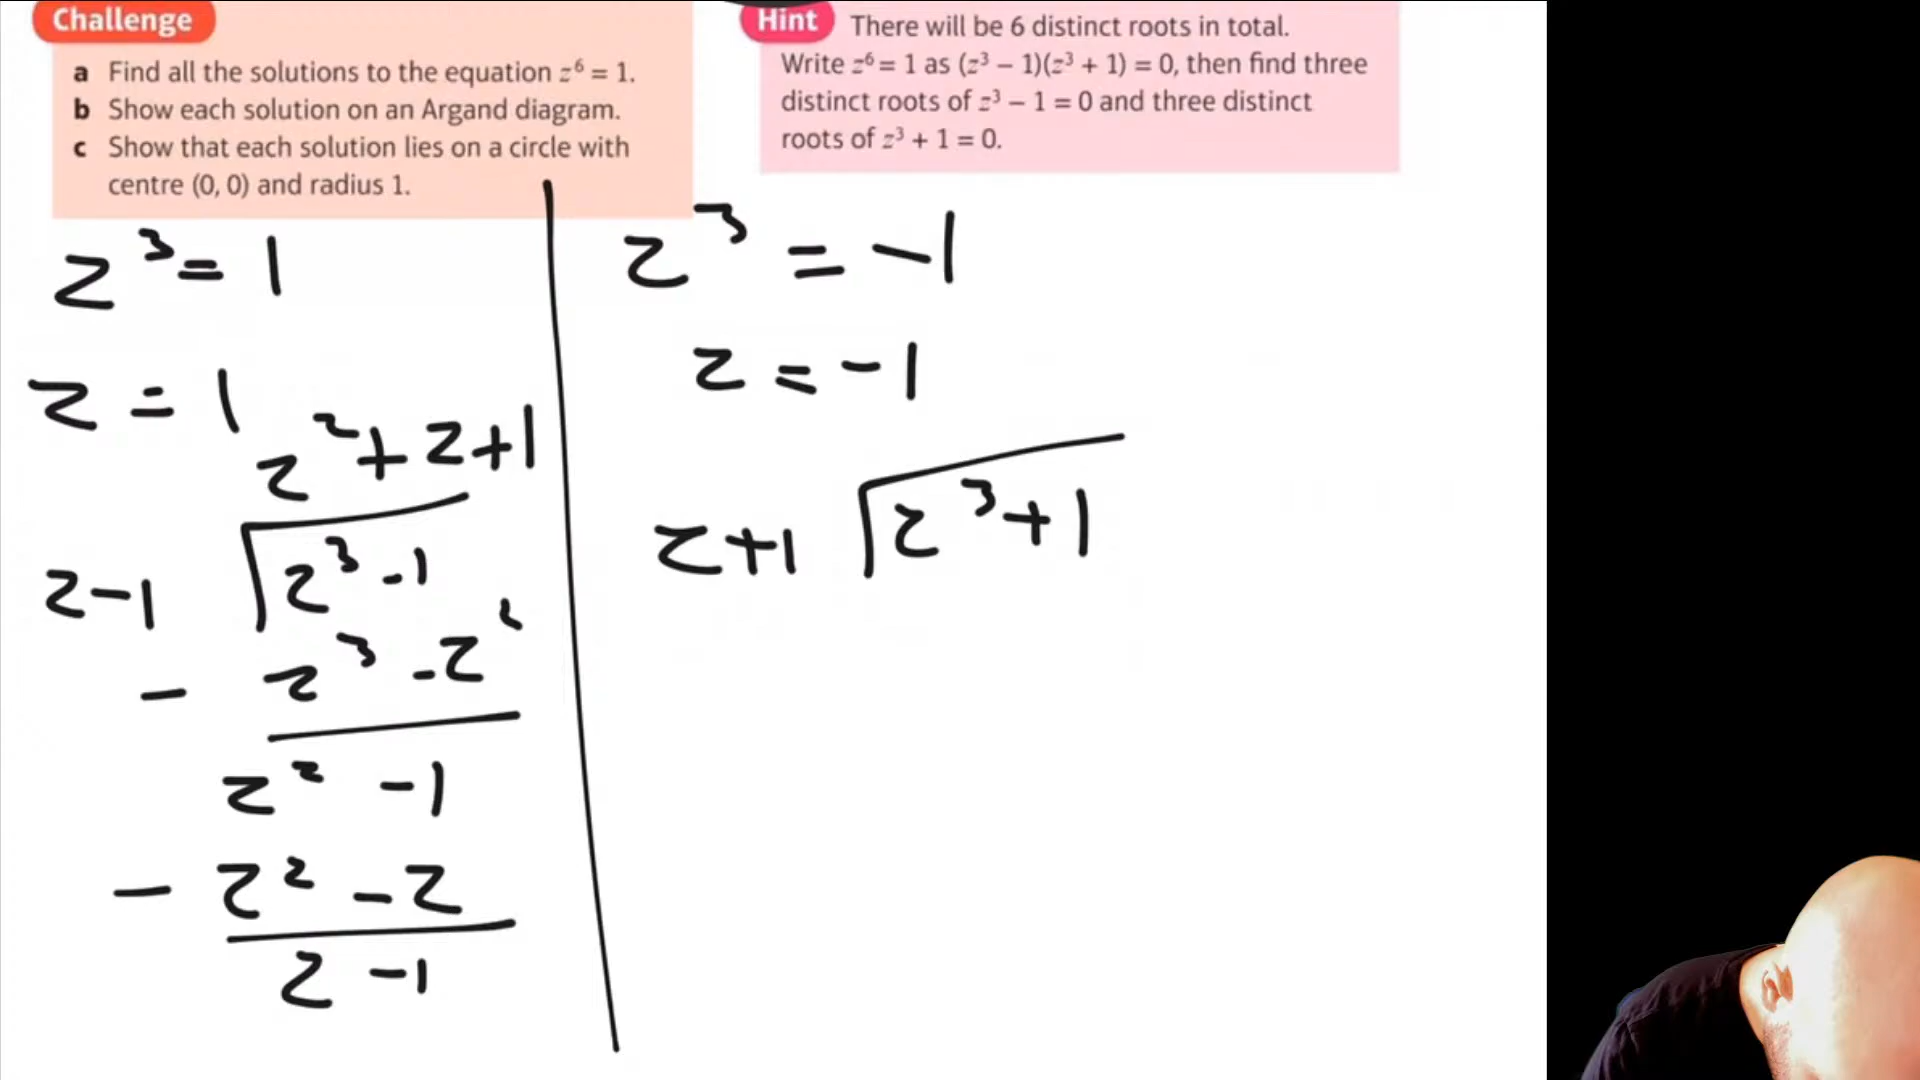 Challenge
a Find all the solutions to the equation z⁶ = 1.
b Show each solution on an Argand diagram.
c Show that each solution lies on a circle with
centre (0, 0) and radius 1.
Hint There will be 6 distinct roots in total.
Write z⁶ = 1 as (z³ – 1)(z³ + 1) = 0, then find three
distinct roots of z³ – 1 = 0 and three distinct
roots of z³ + 1 = 0.
z³ = 1
z = 1
z² + z + 1
z - 1 z³ - 1
- z³ - z²
z² - 1
- z² - z
z - 1
z³ = -1
z = -1
z + 1 z³ + 1